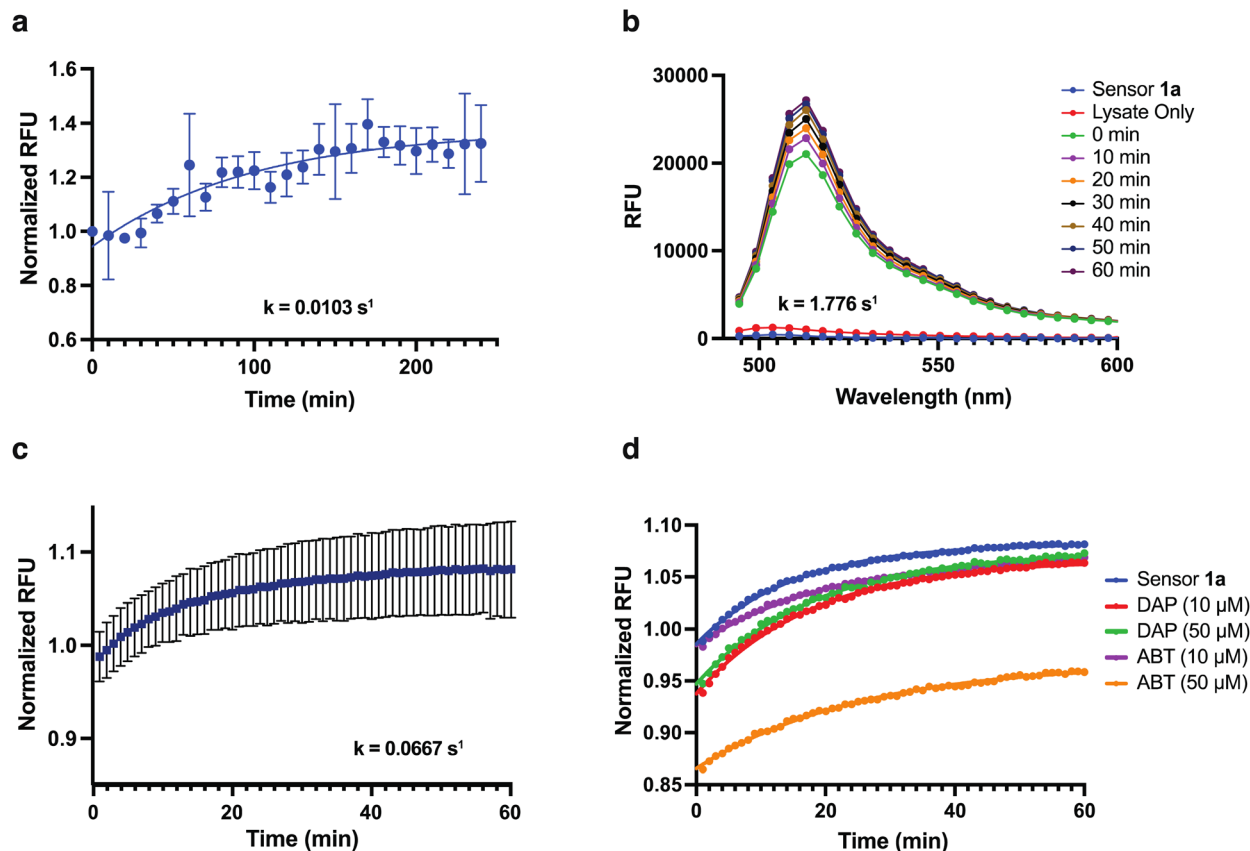 a
1.6
1.4
1.2
1.0
0.8
0.6
Normalized RFU
k = 0.0103 s¹
0
100
200
Time (min)
b
30000
20000
10000
0
RFU
k = 1.776 s¹
500
550
600
Wavelength (nm)
Sensor 1a
Lysate Only
0 min
10 min
20 min
30 min
40 min
50 min
60 min
c
1.1
1.0
0.9
Normalized RFU
k = 0.0667 s¹
0
20
40
60
Time (min)
d
1.10
1.05
1.00
0.95
0.90
0.85
Normalized RFU
0
20
40
60
Time (min)
Sensor 1a
DAP (10 µM)
DAP (50 µM)
ABT (10 µM)
ABT (50 µM)